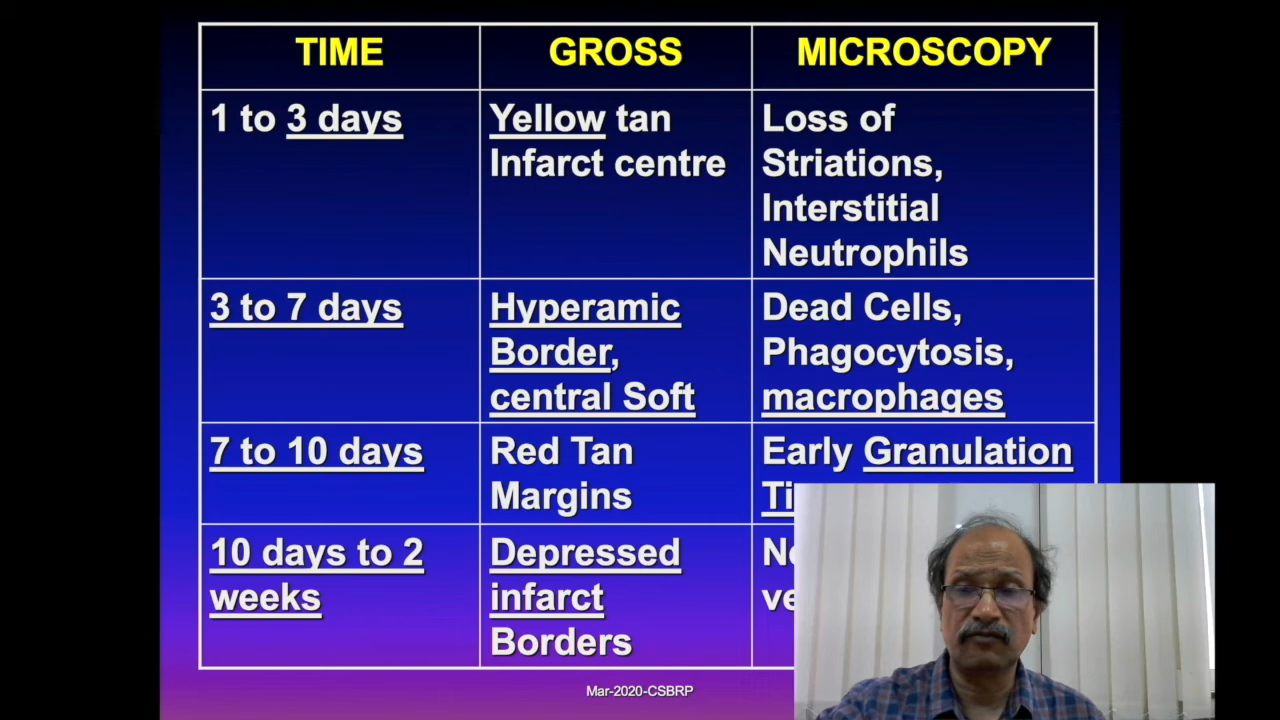 TIME GROSS MICROSCOPY
1 to 3 days
Yellow tan
Infarct centre
Loss of
Striations,
Interstitial
Neutrophils
3 to 7 days
Hyperamic
Border,
central Soft
Dead Cells,
Phagocytosis,
macrophages
7 to 10 days
Red Tan
Margins
Early Granulation
10 days to 2
weeks
Depressed
infarct
Borders
Mar-2020-CSBRP